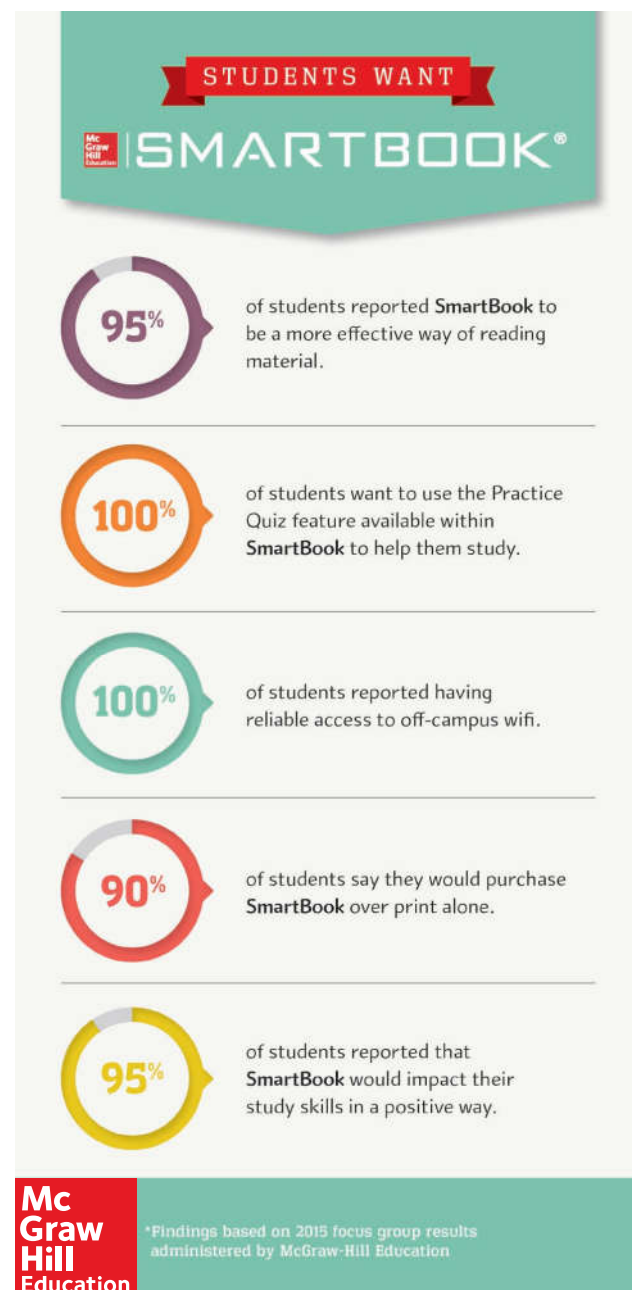 STUDENTS WANT
Mc
Graw
Hill
Education
SMARTBOOK®
95%
of students reported SmartBook to
be a more effective way of reading
material.
100%
of students want to use the Practice
Quiz feature available within
SmartBook to help them study.
100%
of students reported having
reliable access to off-campus wifi.
90%
of students say they would purchase
SmartBook over print alone.
95%
of students reported that
SmartBook would impact their
study skills in a positive way.
Mc
Graw
Hill
Education
*Findings based on 2015 focus group results
administered by McGraw-Hill Education